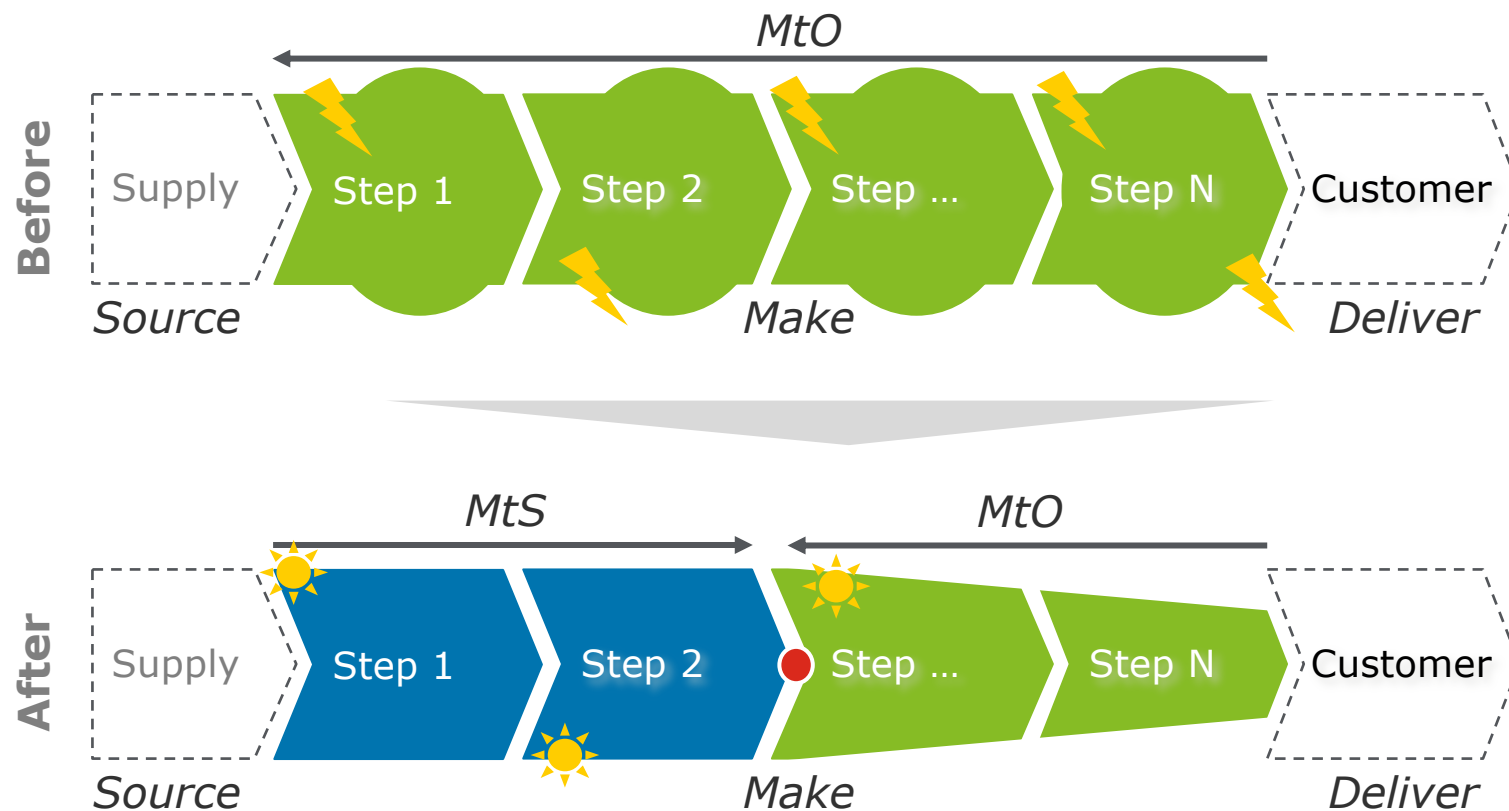 MtO
Before
Supply
Step 1
Step 2
Step ...
Step N
Customer
Source
Make
Deliver
MtS
MtO
After
Supply
Step 1
Step 2
Step ...
Step N
Customer
Source
Make
Deliver